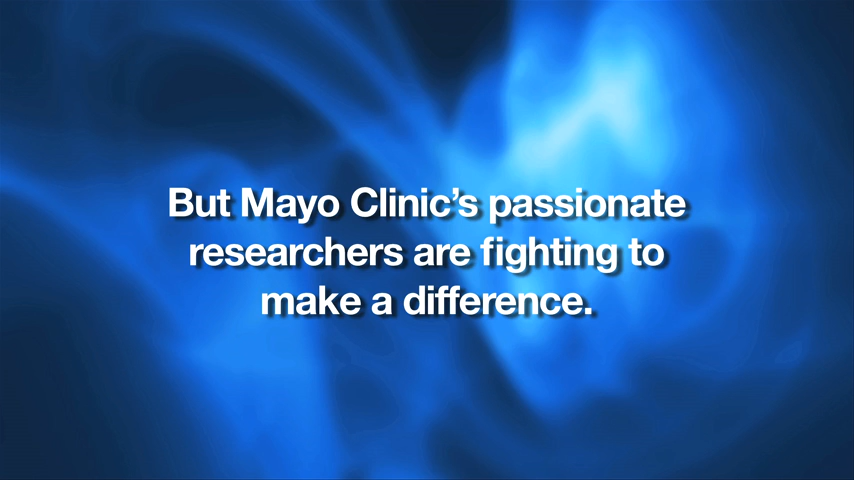 But Mayo Clinic’s passionate
researchers are fighting to
make a difference.